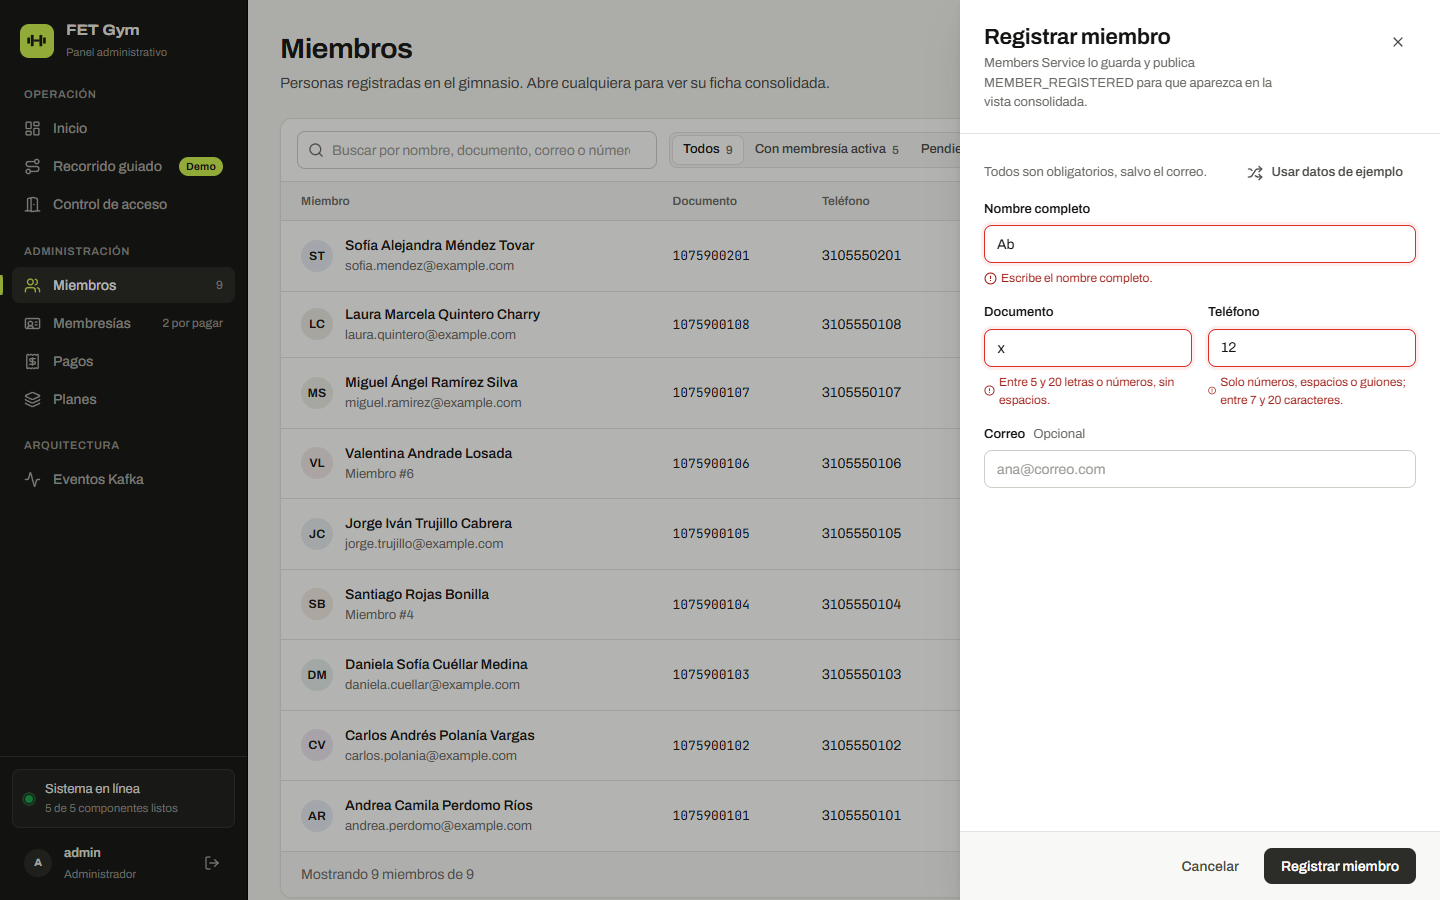 FET Gym
Panel administrativo
OPERACIÓN
Inicio
Recorrido guiado Demo
Control de acceso
ADMINISTRACIÓN
Miembros 9
Membresías 2 por pagar
Pagos
Planes
ARQUITECTURA
Eventos Kafka
Sistema en línea
5 de 5 componentes listos
A admin
Administrador
Miembros
Personas registradas en el gimnasio. Abre cualquiera para ver su ficha consolidada.
Buscar por nombre, documento, correo o número
Todos 9 Con membresía activa 5 Pendie
Miembro Documento Teléfono
ST Sofía Alejandra Méndez Tovar 1075900201 3105550201
sofia.mendez@example.com
LC Laura Marcela Quintero Charry 1075900108 3105550108
laura.quintero@example.com
MS Miguel Ángel Ramírez Silva 1075900107 3105550107
miguel.ramirez@example.com
VL Valentina Andrade Losada 1075900106 3105550106
Miembro #6
JC Jorge Iván Trujillo Cabrera 1075900105 3105550105
jorge.trujillo@example.com
SB Santiago Rojas Bonilla 1075900104 3105550104
Miembro #4
DM Daniela Sofía Cuéllar Medina 1075900103 3105550103
daniela.cuellar@example.com
CV Carlos Andrés Polanía Vargas 1075900102 3105550102
carlos.polania@example.com
AR Andrea Camila Perdomo Ríos 1075900101 3105550101
andrea.perdomo@example.com
Mostrando 9 miembros de 9
Registrar miembro
Members Service lo guarda y publica
MEMBER_REGISTERED para que aparezca en la
vista consolidada.
Todos son obligatorios, salvo el correo. Usar datos de ejemplo
Nombre completo
Ab
Escribe el nombre completo.
Documento Teléfono
x 12
Entre 5 y 20 letras o números, sin
espacios.
Solo números, espacios o guiones;
entre 7 y 20 caracteres.
Correo Opcional
ana@correo.com
Cancelar Registrar miembro